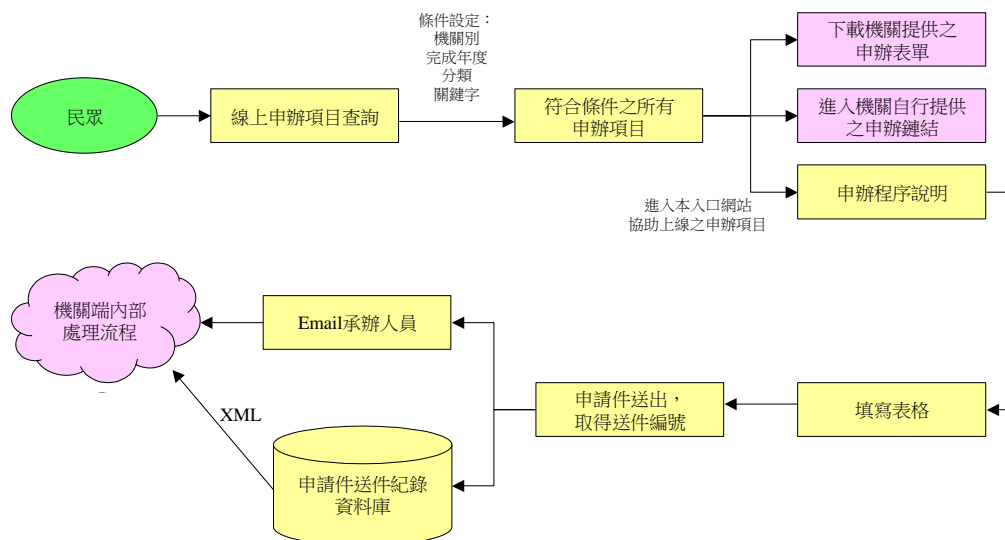 條件設定：
機關別
完成年度
分類
關鍵字
民眾
線上申辦項目查詢
符合條件之所有
申辦項目
下載機關提供之
申辦表單
進入機關自行提供
之申辦鏈結
申辦程序說明
進入本入口網站
協助上線之申辦項目
機關端內部
處理流程
Email承辦人員
申請件送出，
取得送件編號
填寫表格
XML
申請件送件紀錄
資料庫